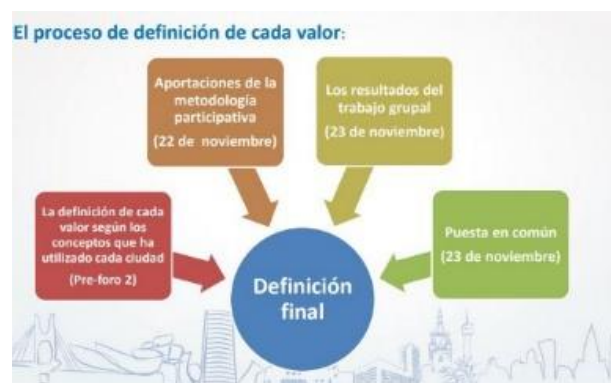 El proceso de definición de cada valor:
Aportaciones de la
metodología
participativa
(22 de noviembre)
Los resultados del
trabajo grupal
(23 de noviembre)
La definición de cada
valor según los
conceptos que ha
utilizado cada ciudad
(Pre-foro 2)
Puesta en común
(23 de noviembre)
Definición
final